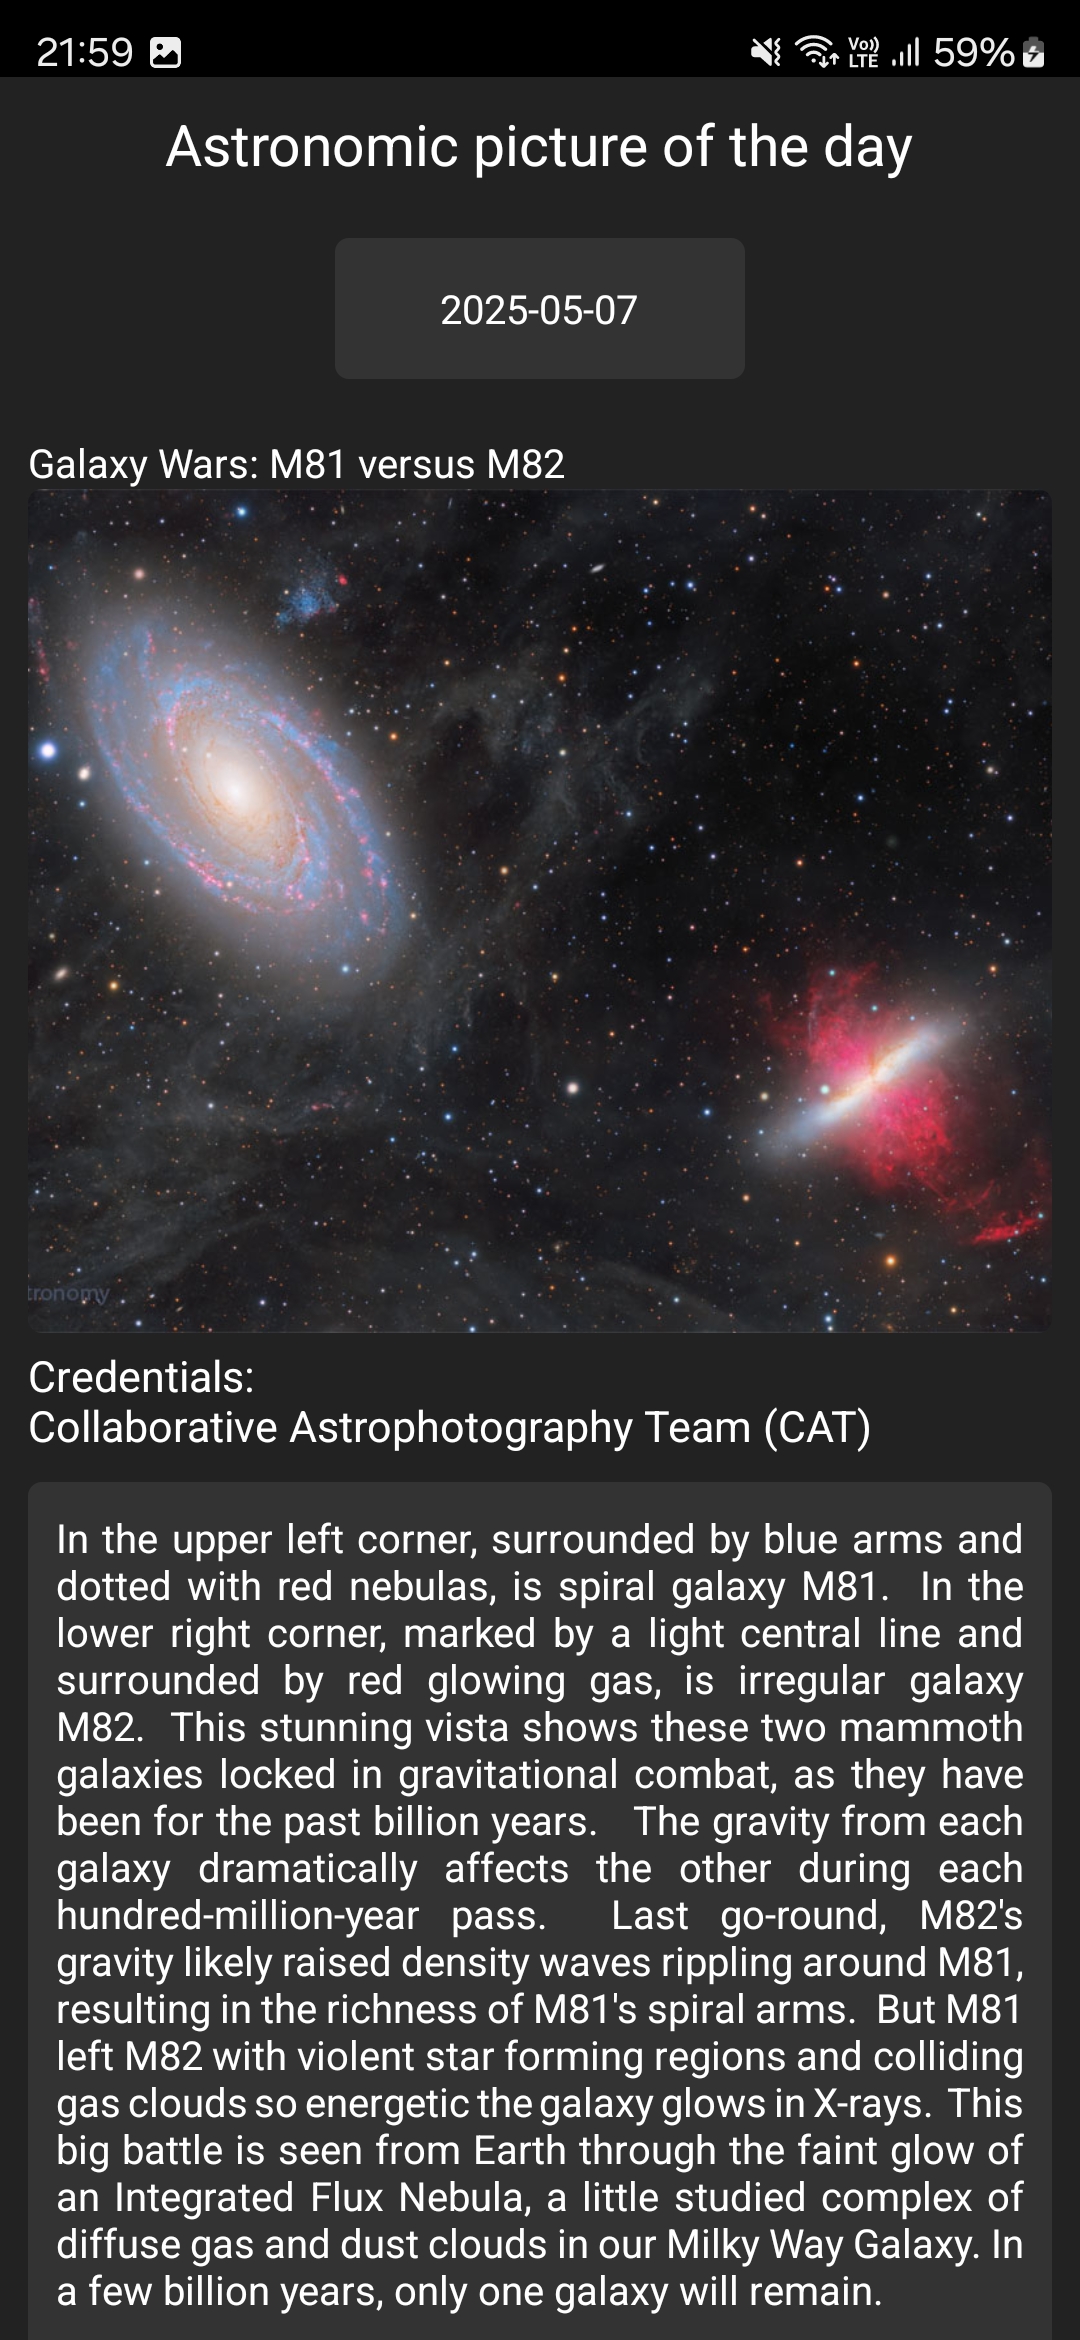 21:59
Vo))
LTE
59%
Astronomic picture of the day
2025-05-07
Galaxy Wars: M81 versus M82
tronomy
Credentials:
Collaborative Astrophotography Team (CAT)
In the upper left corner, surrounded by blue arms and
dotted with red nebulas, is spiral galaxy M81.  In the
lower right corner, marked by a light central line and
surrounded by red glowing gas, is irregular galaxy
M82.  This stunning vista shows these two mammoth
galaxies locked in gravitational combat, as they have
been for the past billion years.   The gravity from each
galaxy dramatically affects the other during each
hundred-million-year pass.  Last go-round, M82's
gravity likely raised density waves rippling around M81,
resulting in the richness of M81's spiral arms.  But M81
left M82 with violent star forming regions and colliding
gas clouds so energetic the galaxy glows in X-rays.  This
big battle is seen from Earth through the faint glow of
an Integrated Flux Nebula, a little studied complex of
diffuse gas and dust clouds in our Milky Way Galaxy. In
a few billion years, only one galaxy will remain.